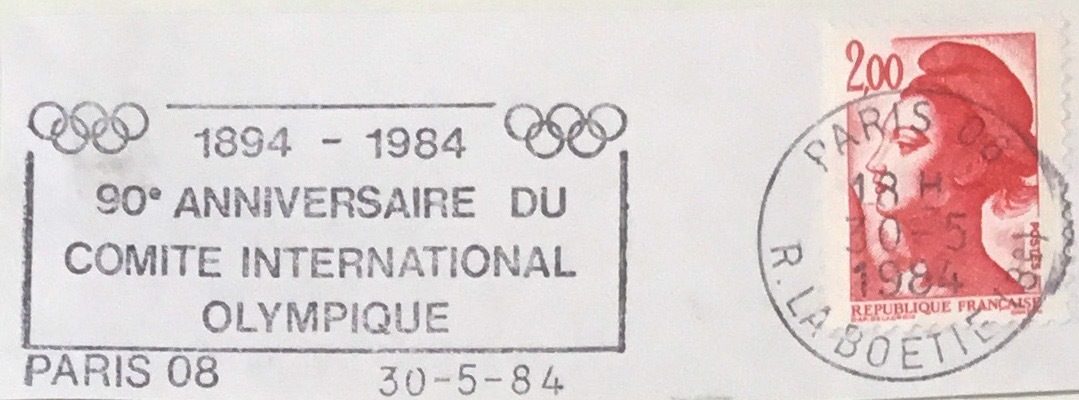 1894 - 1984
90e ANNIVERSAIRE DU
COMITE INTERNATIONAL
OLYMPIQUE
PARIS 08
30-5-84
2,00
PARIS 08
18 H
30-5
1984
R. LA BOETIE
POSTES
REPUBLIQUE FRANÇAISE